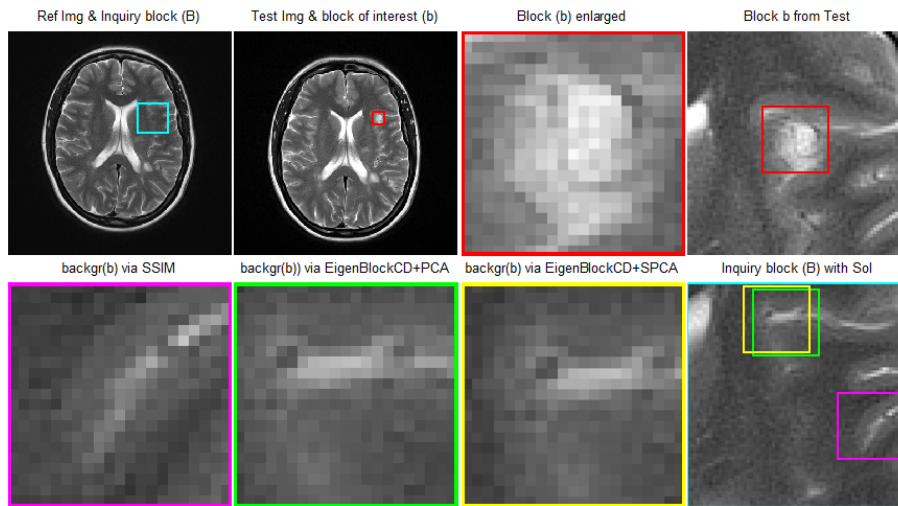 Ref Img & Inquiry block (B)
Test Img & block of interest (b)
Block (b) enlarged
Block b from Test
backgr(b) via SSIM
backgr(b)) via EigenBlockCD+PCA
backgr(b) via EigenBlockCD+SPCA
Inquiry block (B) with Sol